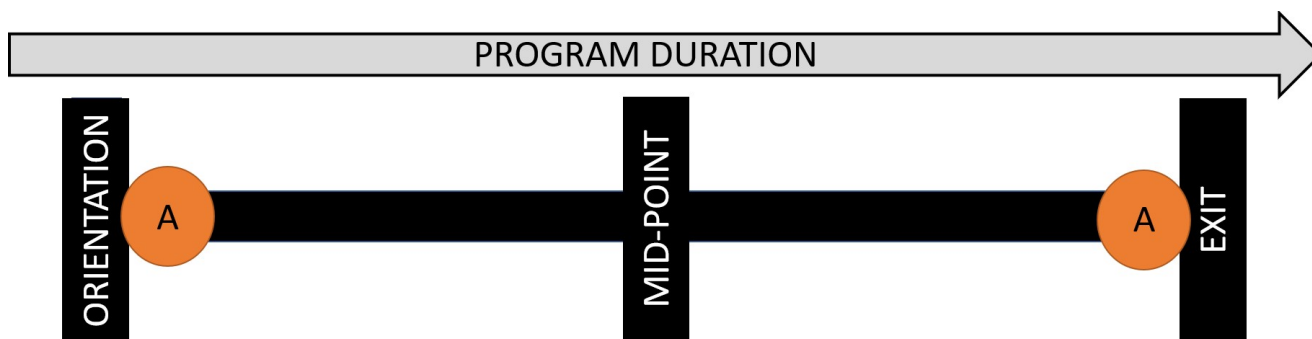 PROGRAM DURATION
ORIENTATION
A
MID-POINT
A
EXIT